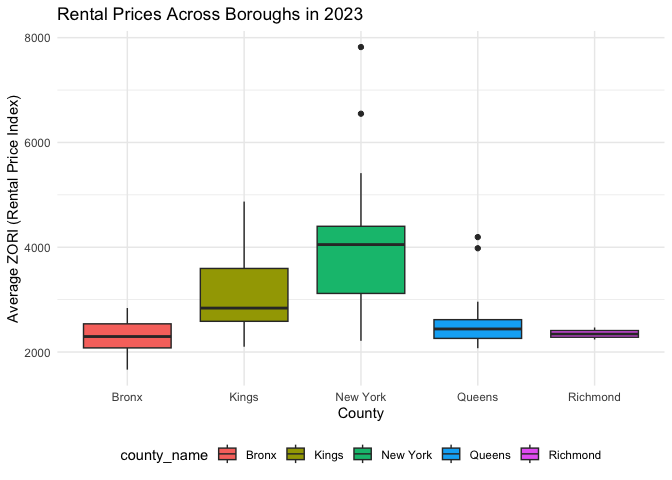 Rental Prices Across Boroughs in 2023
Average ZORI (Rental Price Index)
8000
6000
4000
2000
Bronx Kings New York Queens Richmond
County
county_name Bronx Kings New York Queens Richmond